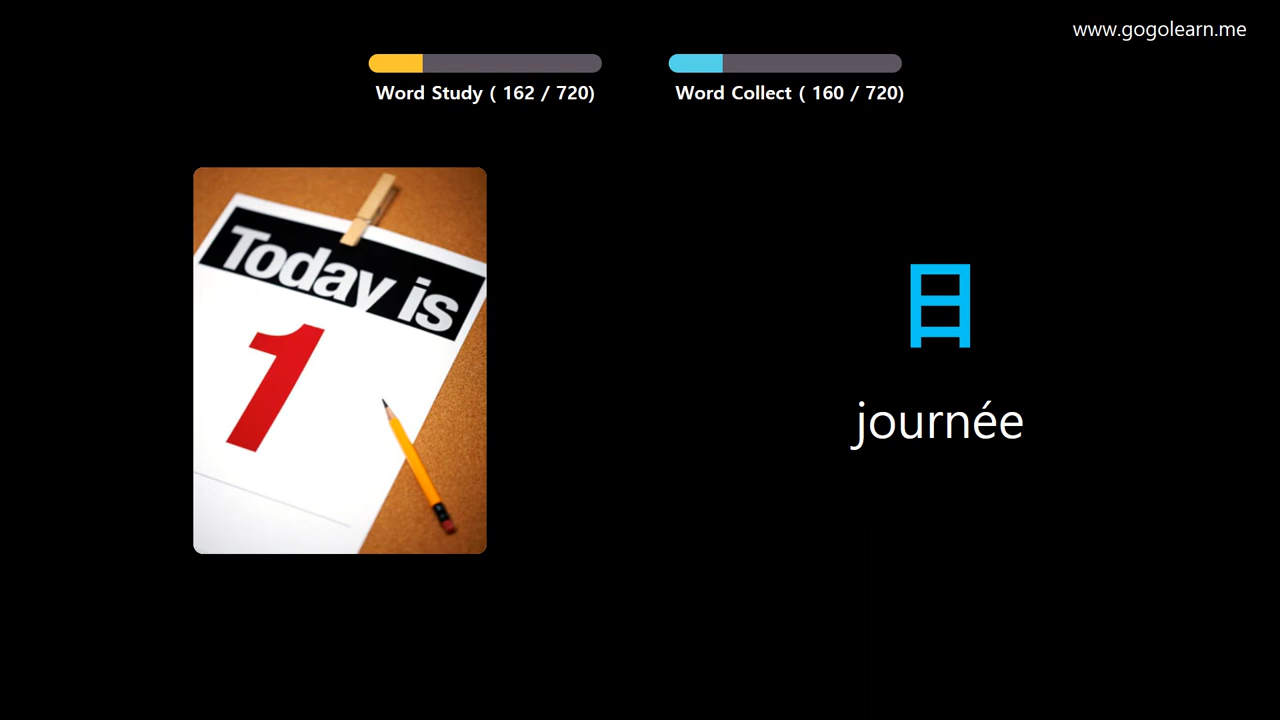 www.gogolearn.me
Word Study ( 162 / 720)
Word Collect ( 160 / 720)
Today is
1
日
journée